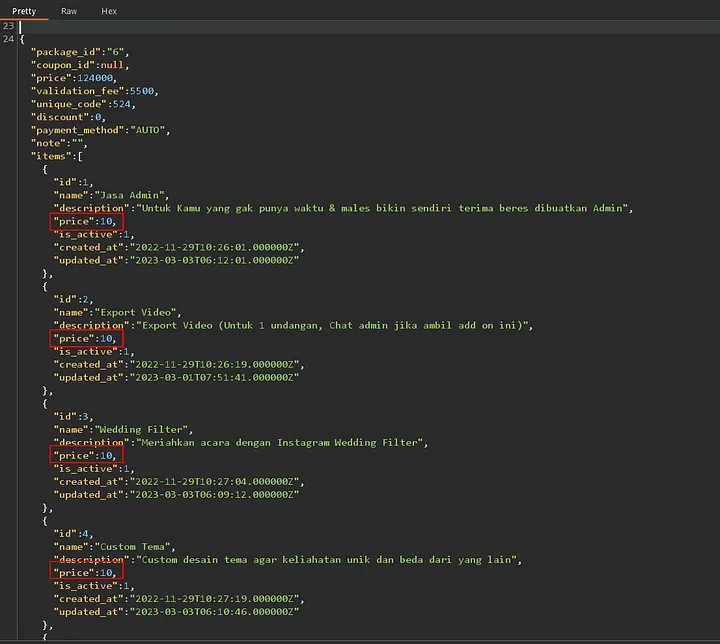 Pretty Raw Hex
23
24 {
"package_id":"6",
"coupon_id":null,
"price":124000,
"validation_fee":5500,
"unique_code":524,
"discount":0,
"payment_method":"AUTO",
"note":"",
"items":[
{
"id":1,
"name":"Jasa Admin",
"description":"Untuk Kamu yang gak punya waktu & males bikin sendiri terima beres dibuatkan Admin",
"price":10,
"is_active":1,
"created_at":"2022-11-29T10:26:01.000000Z",
"updated_at":"2023-03-03T06:12:01.000000Z"
},
{
"id":2,
"name":"Export Video",
"description":"Export Video (Untuk 1 undangan, Chat admin jika ambil add on ini)",
"price":10,
"is_active":1,
"created_at":"2022-11-29T10:26:19.000000Z",
"updated_at":"2023-03-01T07:51:41.000000Z"
},
{
"id":3,
"name":"Wedding Filter",
"description":"Meriahkan acara dengan Instagram Wedding Filter",
"price":10,
"is_active":1,
"created_at":"2022-11-29T10:27:04.000000Z",
"updated_at":"2023-03-03T06:09:12.000000Z"
},
{
"id":4,
"name":"Custom Tema",
"description":"Custom desain tema agar keliahatan unik dan beda dari yang lain",
"price":10,
"is_active":1,
"created_at":"2022-11-29T10:27:19.000000Z",
"updated_at":"2023-03-03T06:10:46.000000Z"
},
{